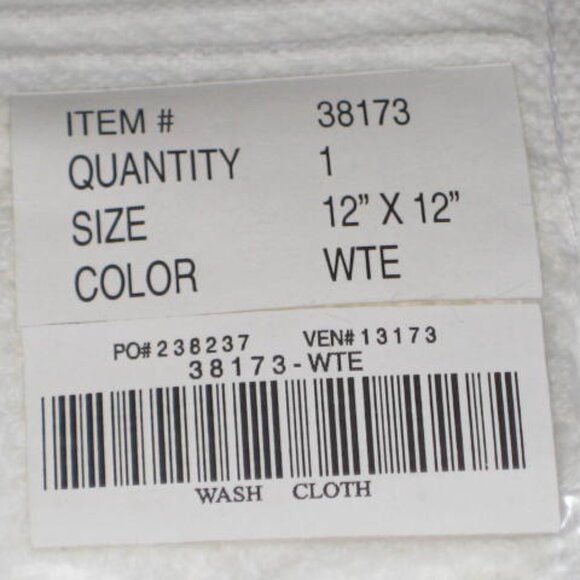 ITEM # 38173
QUANTITY 1
SIZE 12” X 12”
COLOR WTE
PO#238237 VEN#13173
38173-WTE
WASH CLOTH